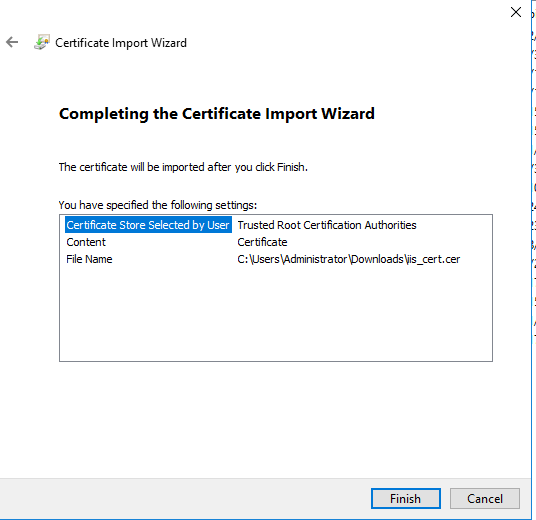 Certificate Import Wizard
Completing the Certificate Import Wizard
The certificate will be imported after you click Finish.
You have specified the following settings:
Certificate Store Selected by User Trusted Root Certification Authorities
Content Certificate
File Name C:\Users\Administrator\Downloads\iis_cert.cer
Finish Cancel